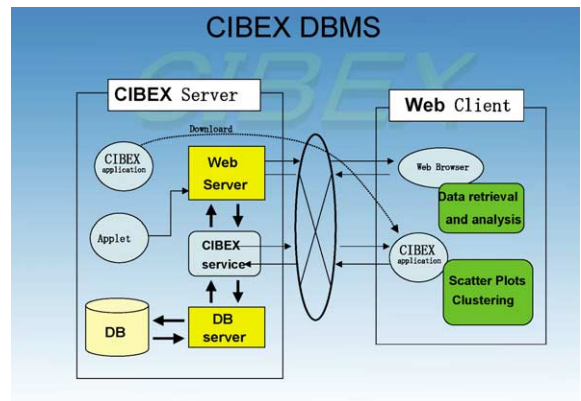 CIBEX DBMS
CIBEX
CIBEX Server
Web Client
Downloard
CIBEX
application
Web
Server
Web Browser
Data retrieval
and analysis
Applet
CIBEX
service
CIBEX
application
Scatter Plots
Clustering
DB
DB
server